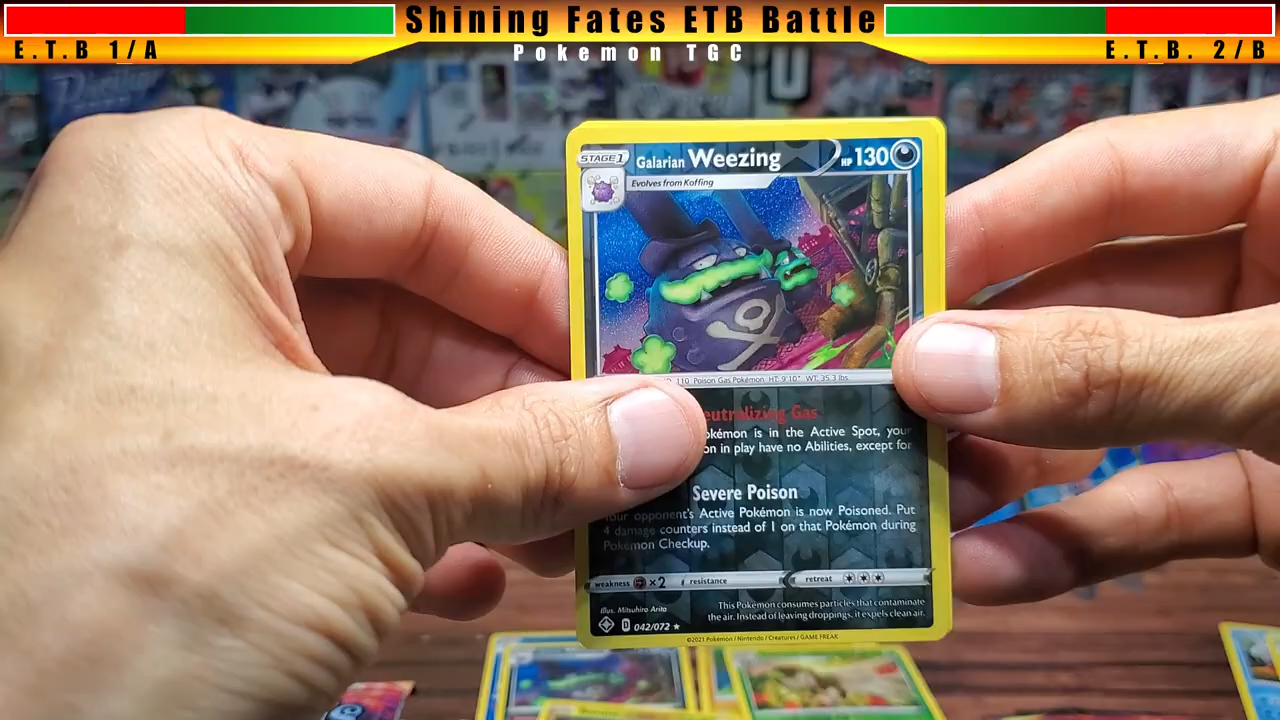 Shining Fates ETB Battle
E.T.B 1/A
Pokemon TGC
E.T.B. 2/B
STAGE 1
Galarian Weezing
HP 130
Evolves from Koffing
110 Poison Gas Pokémon HT: 9'10" WT: 35.3 lbs
eutralizing Gas
okémon is in the Active Spot, your
on in play have no Abilities, except for
Severe Poison
our opponent's Active Pokémon is now Poisoned. Put
4 damage counters instead of 1 on that Pokémon during
Pokémon Checkup.
weakness ×2 resistance retreat
Illus. Mitsuhiro Arita
This Pokémon consumes particles that contaminate
the air. Instead of leaving droppings, it expels clean air.
D 042/072 ★
©2021 Pokémon / Nintendo / Creatures / GAME FREAK